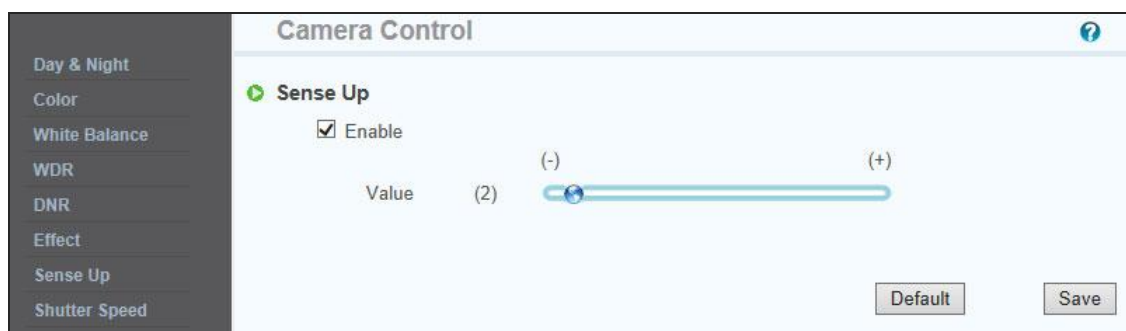 Camera Control
?
Day & Night
Color
White Balance
WDR
DNR
Effect
Sense Up
Shutter Speed
Sense Up
Enable
(-) (+)
Value (2)
Default Save